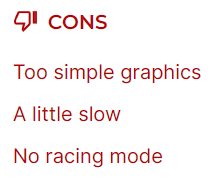 CONS
Too simple graphics
A little slow
No racing mode